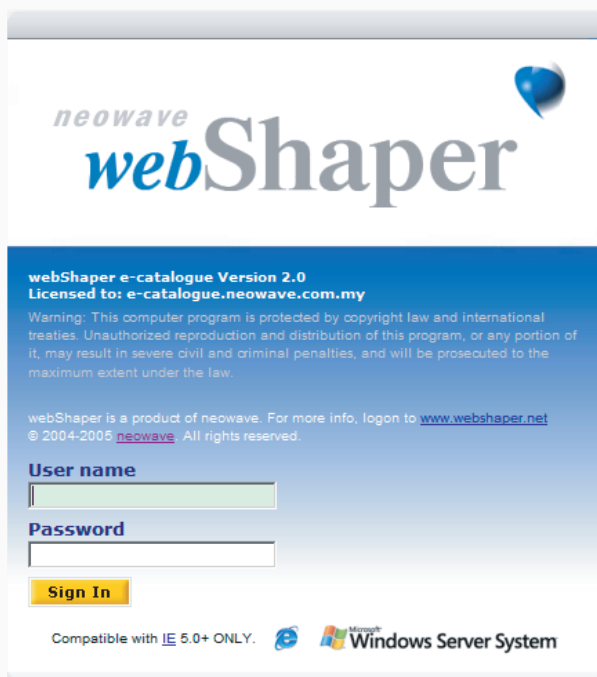 neowave
webShaper
webShaper e-catalogue Version 2.0
Licensed to: e-catalogue.neowave.com.my
Warning: This computer program is protected by copyright law and international
treaties. Unauthorized reproduction and distribution of this program, or any portion of
it, may result in severe civil and criminal penalties, and will be prosecuted to the
maximum extent under the law.
webShaper is a product of neowave. For more info, logon to www.webshaper.net
© 2004-2005 neowave. All rights reserved.
User name
Password
Sign In
Compatible with IE 5.0+ ONLY.
Microsoft
Windows Server System